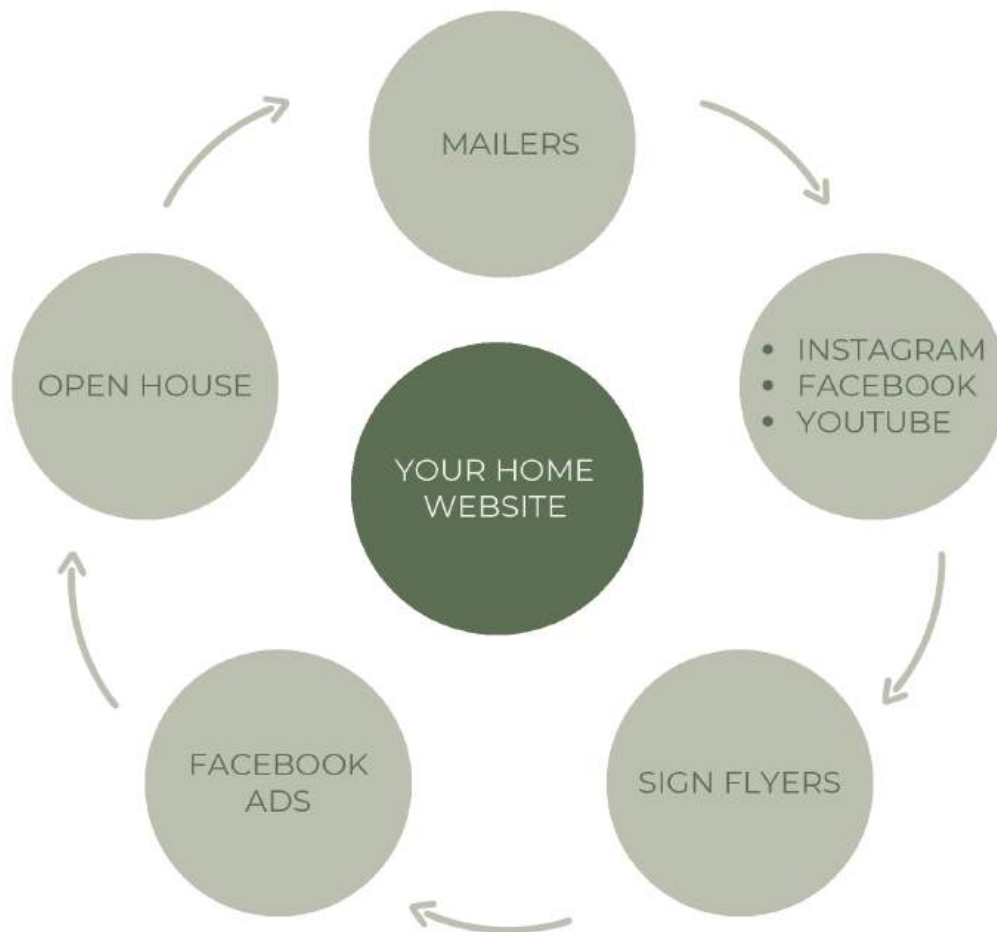 MAILERS
• INSTAGRAM
• FACEBOOK
• YOUTUBE
SIGN FLYERS
FACEBOOK
ADS
OPEN HOUSE
YOUR HOME
WEBSITE